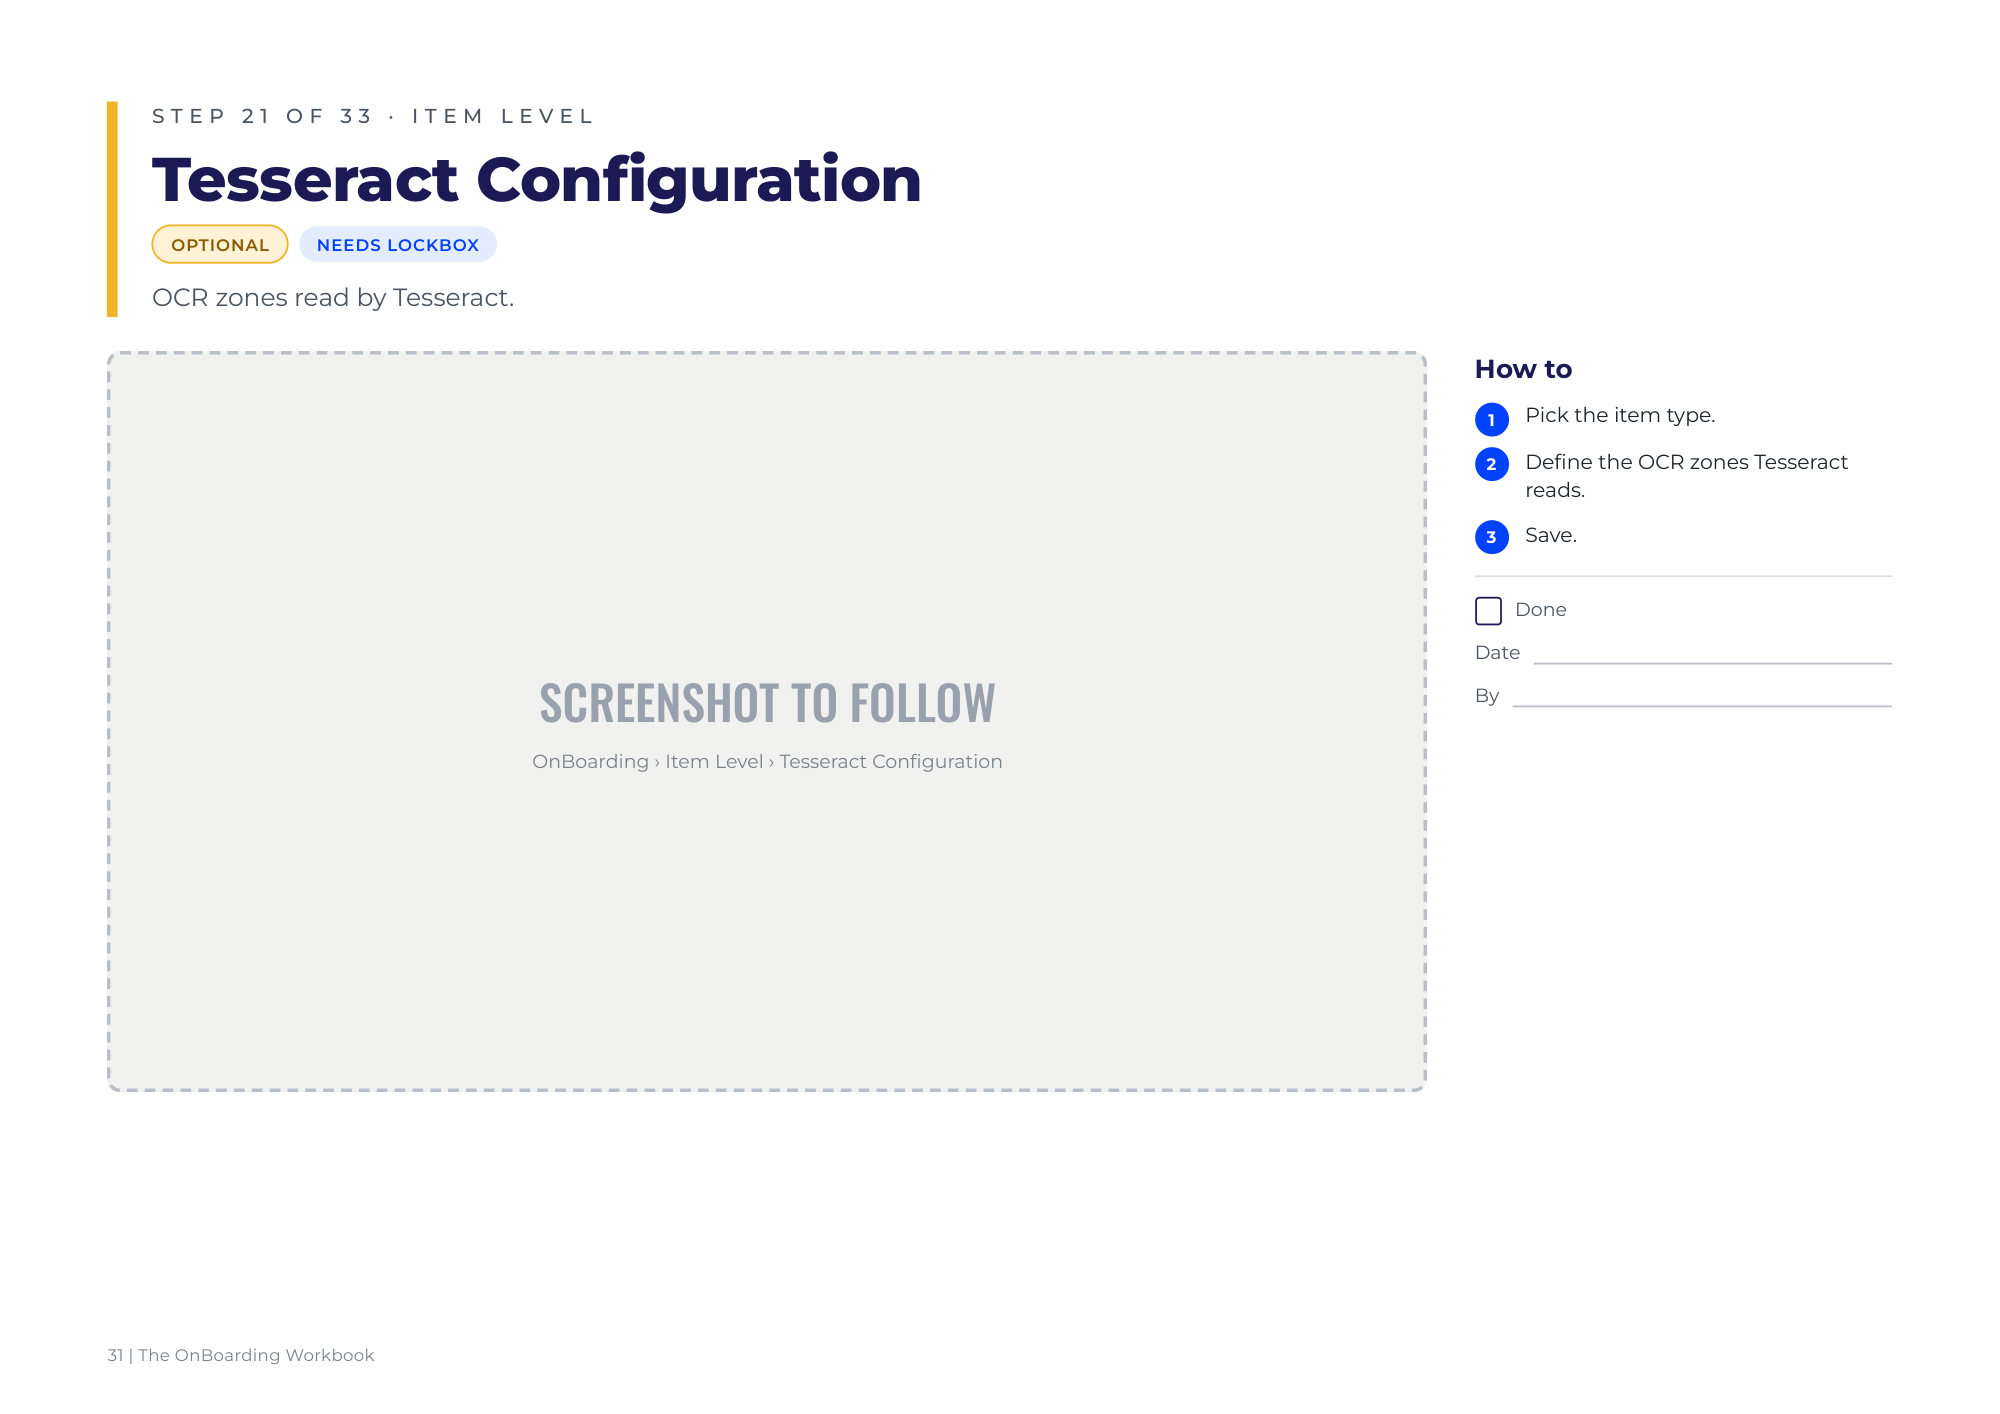 STEP 21 OF 33 · ITEM LEVEL
Tesseract Configuration
OPTIONAL NEEDS LOCKBOX
OCR zones read by Tesseract.
SCREENSHOT TO FOLLOW
OnBoarding › Item Level › Tesseract Configuration
How to
1 Pick the item type.
2 Define the OCR zones Tesseract
reads.
3 Save.
Done
Date
By
31 | The OnBoarding Workbook